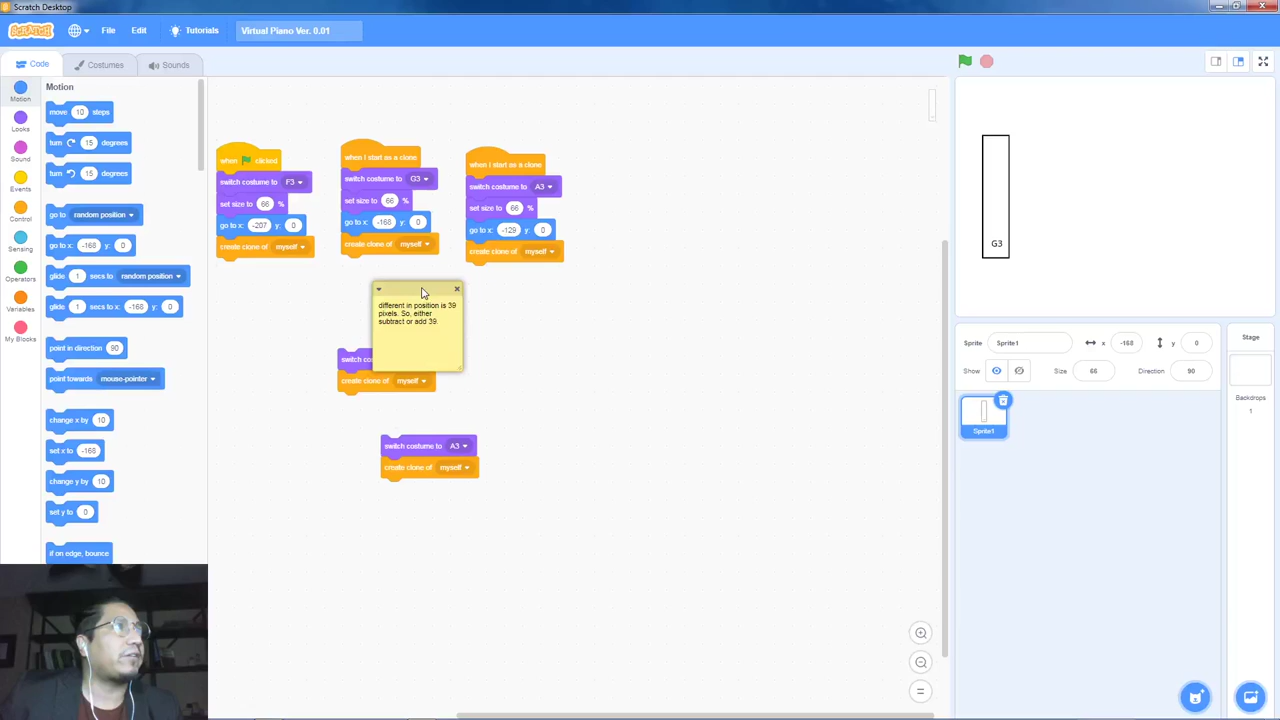 Scratch Desktop
SCRATCH
File
Edit
Tutorials
Virtual Piano Ver. 0.01
Code
Costumes
Sounds
Motion
Looks
Sound
Events
Control
Sensing
Operators
Variables
My Blocks
Motion
move 10 steps
turn 15 degrees
turn 15 degrees
go to random position
go to x: -168 y: 0
glide 1 secs to random position
glide 1 secs to x: -168 y: 0
point in direction 90
point towards mouse-pointer
change x by 10
set x to -168
change y by 10
set y to 0
if on edge, bounce
when clicked
switch costume to F3
set size to 66 %
go to x: -207 y: 0
create clone of myself
when I start as a clone
switch costume to G3
set size to 66 %
go to x: -168 y: 0
create clone of myself
when I start as a clone
switch costume to A3
set size to 66 %
go to x: -129 y: 0
create clone of myself
different in position is 39
pixels. So, either
subtract or add 39.
switch co
create clone of myself
switch costume to A3
create clone of myself
G3
Sprite Sprite1 x -168 y 0
Show Size 66 Direction 90
Sprite1
Stage
Backdrops
1